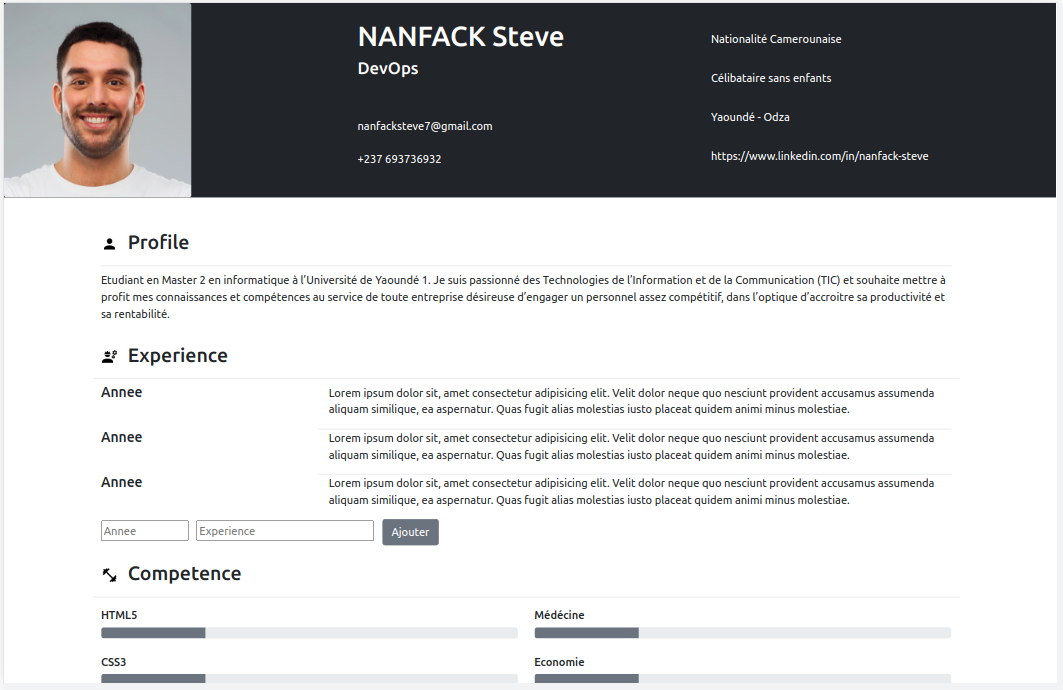 NANFACK Steve
DevOps
nanfacksteve7@gmail.com
+237 693736932
Nationalité Camerounaise
Célibataire sans enfants
Yaoundé - Odza
https://www.linkedin.com/in/nanfack-steve
Profile
Etudiant en Master 2 en informatique à l'Université de Yaoundé 1. Je suis passionné des Technologies de l'Information et de la Communication (TIC) et souhaite mettre à
profit mes connaissances et compétences au service de toute entreprise désireuse d'engager un personnel assez compétitif, dans l'optique d'accroitre sa productivité et
sa rentabilité.
Experience
Annee
Lorem ipsum dolor sit, amet consectetur adipisicing elit. Velit dolor neque quo nesciunt provident accusamus assumenda
aliquam similique, ea aspernatur. Quas fugit alias molestias iusto placeat quidem animi minus molestiae.
Annee
Lorem ipsum dolor sit, amet consectetur adipisicing elit. Velit dolor neque quo nesciunt provident accusamus assumenda
aliquam similique, ea aspernatur. Quas fugit alias molestias iusto placeat quidem animi minus molestiae.
Annee
Lorem ipsum dolor sit, amet consectetur adipisicing elit. Velit dolor neque quo nesciunt provident accusamus assumenda
aliquam similique, ea aspernatur. Quas fugit alias molestias iusto placeat quidem animi minus molestiae.
Annee Experience Ajouter
Competence
HTML5
Médécine
CSS3
Economie